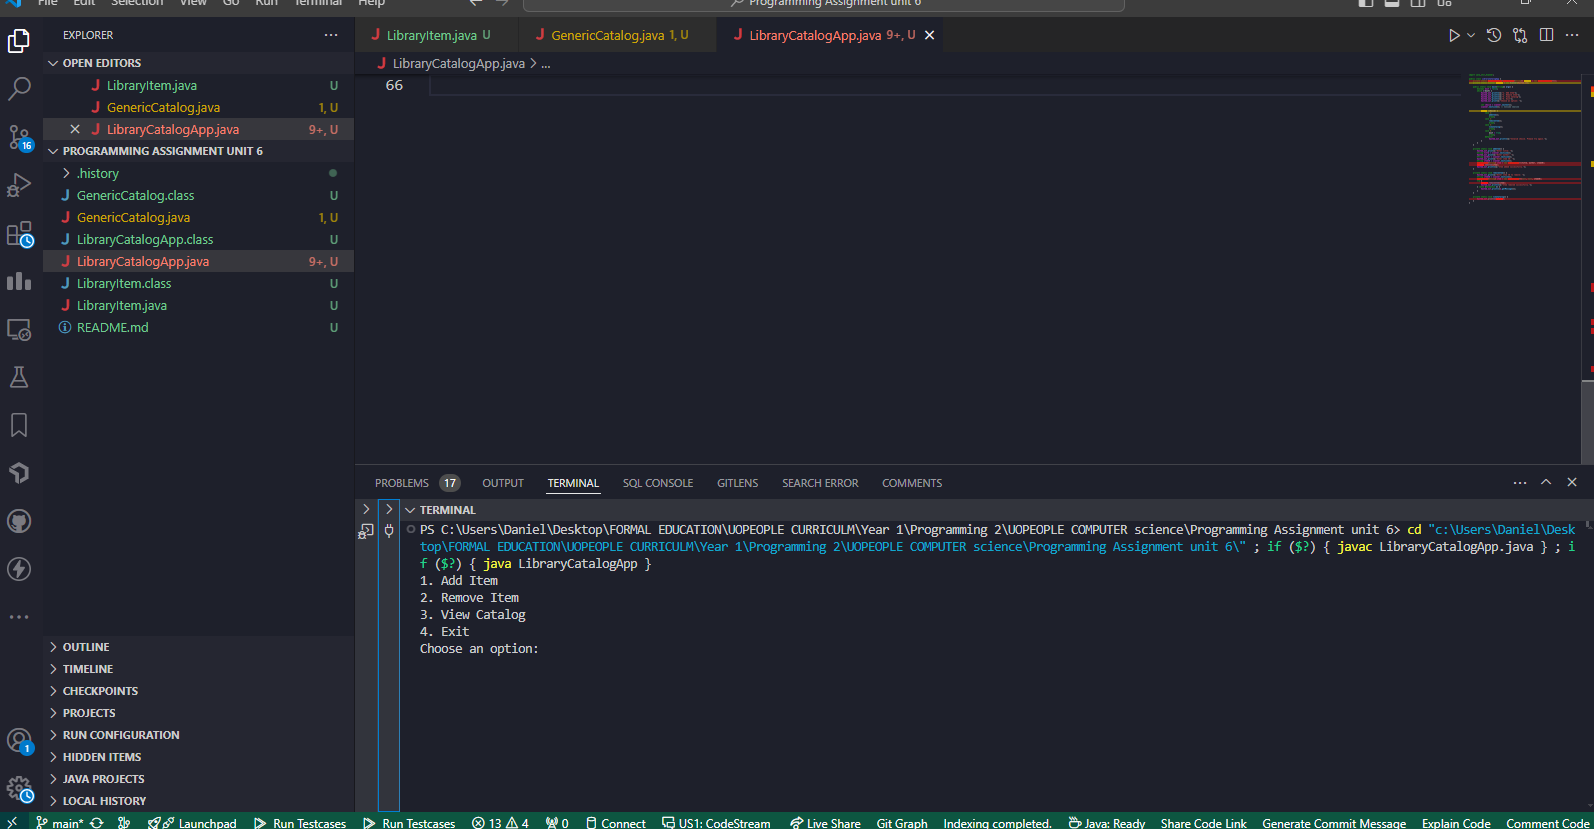 File Edit Selection View Go Run Terminal Help
Programming Assignment unit 6
EXPLORER
LibraryItem.java U
GenericCatalog.java 1, U
LibraryCatalogApp.java 9+, U
OPEN EDITORS
LibraryCatalogApp.java > ...
LibraryItem.java U
66
GenericCatalog.java 1, U
LibraryCatalogApp.java 9+, U
PROGRAMMING ASSIGNMENT UNIT 6
16
.history
GenericCatalog.class U
GenericCatalog.java 1, U
LibraryCatalogApp.class U
LibraryCatalogApp.java 9+, U
LibraryItem.class U
LibraryItem.java U
README.md U
PROBLEMS 17 OUTPUT TERMINAL SQL CONSOLE GITLENS SEARCH ERROR COMMENTS
TERMINAL
PS C:\Users\Daniel\Desktop\FORMAL EDUCATION\UOPEOPLE CURRICULM\Year 1\Programming 2\UOPEOPLE COMPUTER science\Programming Assignment unit 6> cd "c:\Users\Daniel\Desk
top\FORMAL EDUCATION\UOPEOPLE CURRICULM\Year 1\Programming 2\UOPEOPLE COMPUTER science\Programming Assignment unit 6\" ; if ($?) { javac LibraryCatalogApp.java } ; i
f ($?) { java LibraryCatalogApp }
1. Add Item
2. Remove Item
3. View Catalog
4. Exit
Choose an option:
OUTLINE
TIMELINE
CHECKPOINTS
PROJECTS
RUN CONFIGURATION
1
HIDDEN ITEMS
JAVA PROJECTS
LOCAL HISTORY
main* Launchpad Run Testcases Run Testcases 13 4 0 Connect US1: CodeStream Live Share Git Graph Indexing completed. Java: Ready Share Code Link Generate Commit Message Explain Code Comment Code